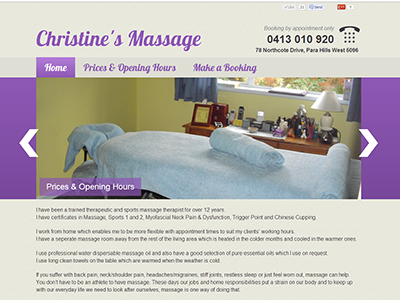 Like 23 Send
Christine's Massage
Booking by appointment only
0413 010 920
78 Northcote Drive, Para Hills West 5096
Home Prices & Opening Hours Make a Booking
Prices & Opening Hours
I have been a trained therapeutic and sports massage therapist for over 12 years.
I have certificates in Massage, Sports 1 and 2, Myofascial Neck Pain & Dysfunction, Trigger Point and Chinese Cupping.
I work from home which enables me to be more flexible with appointment times to suit my clients' working hours.
I have a seperate massage room away from the rest of the living area which is heated in the colder months and cooled in the warmer ones.
I use professional water dispersable massage oil and also have a good selection of pure essential oils which I use on request.
I use long clean towels on the table which are warmed when the weather is cold.
If you suffer with back pain, neck/shoulder pain, headaches/migraines, stiff joints, restless sleep or just feel worn out, massage can help.
You don't have to be an athlete to have massage. These days our jobs and home responsibilities put a strain on our body and to keep up
with our everyday life we need to look after ourselves, massage is one way of doing that.